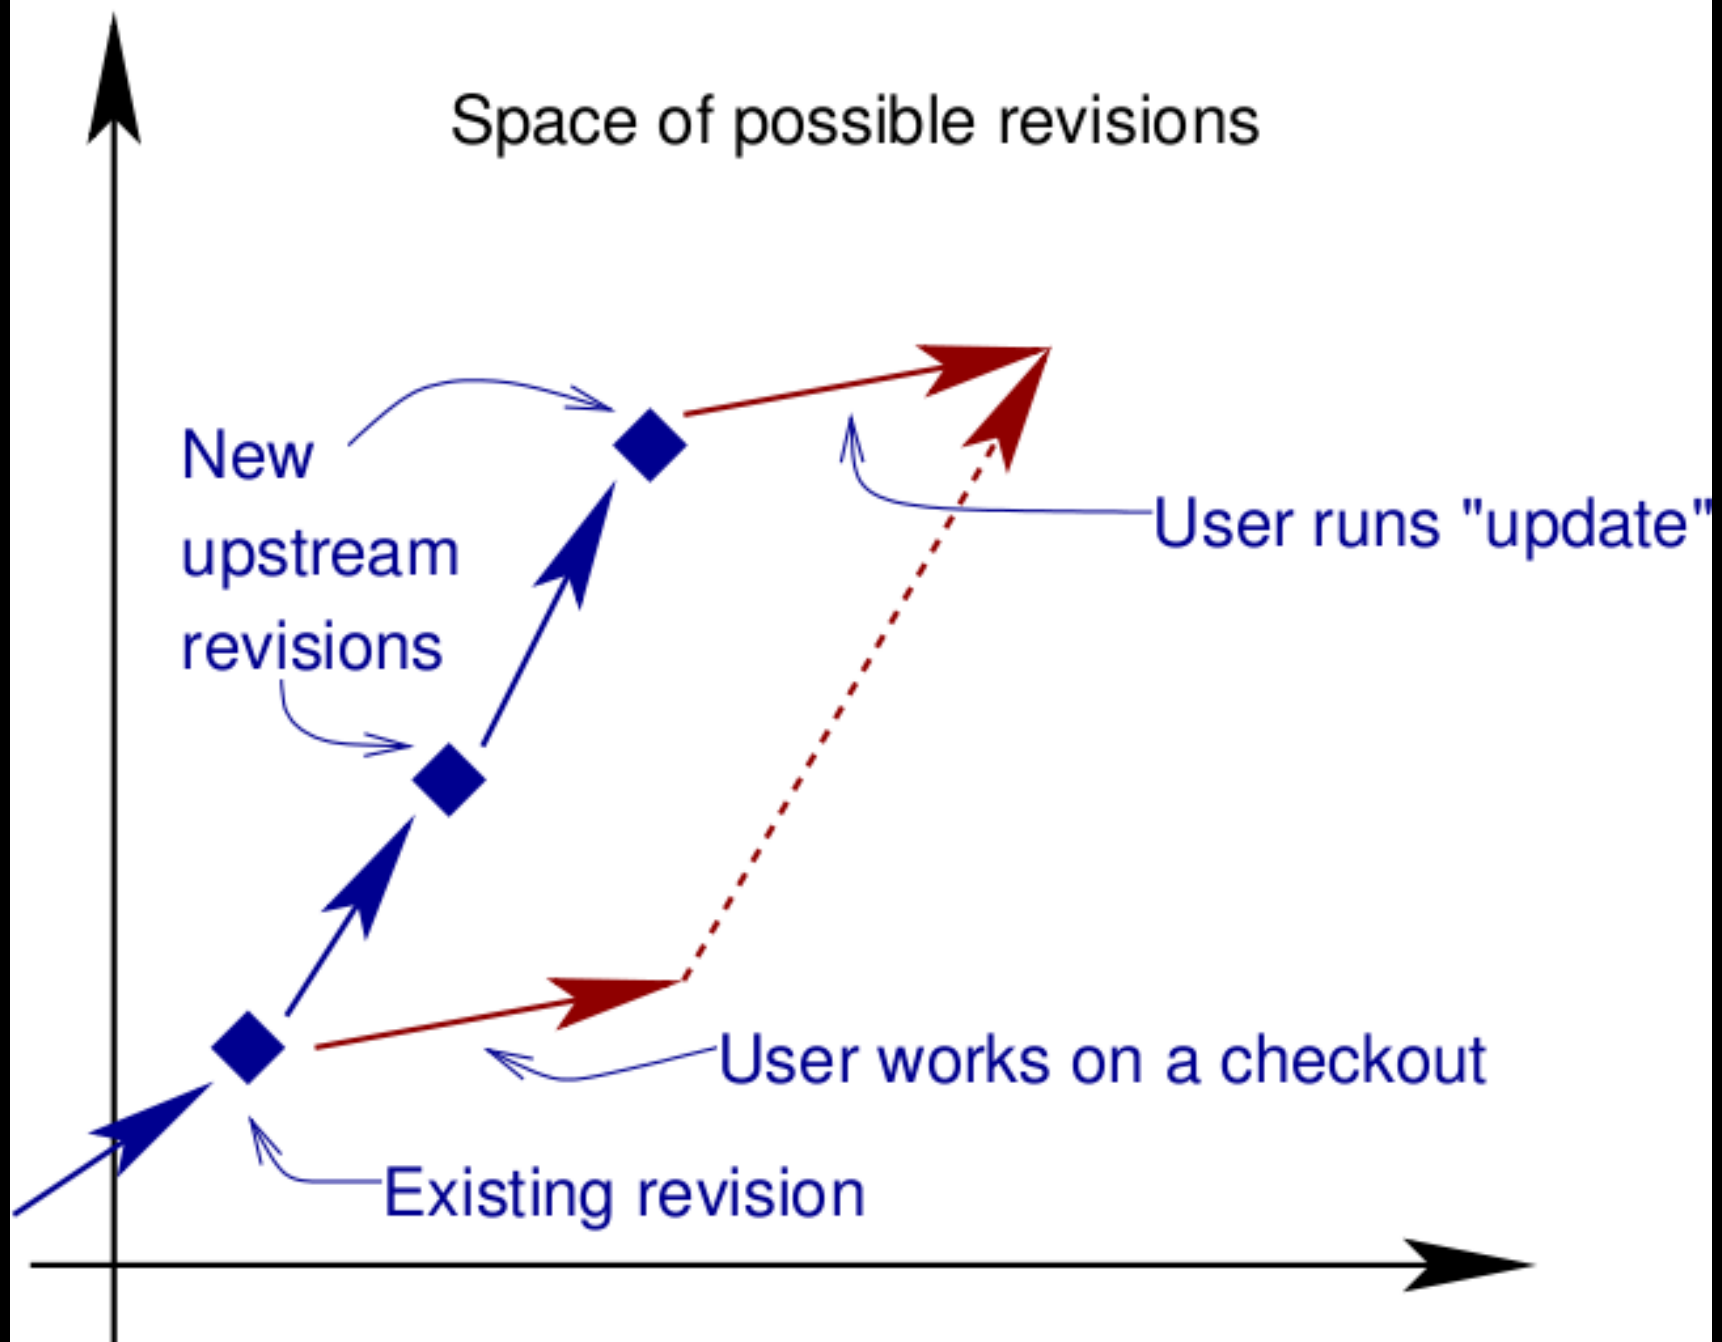 Space of possible revisions
New
upstream
revisions
User runs "update"
User works on a checkout
Existing revision